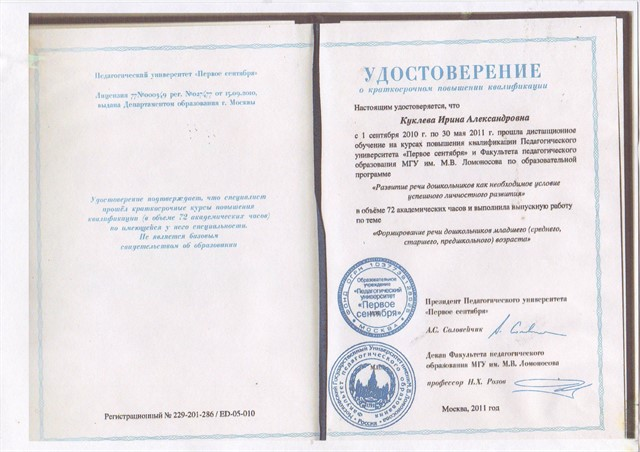 Педагогический университет «Первое сентября»
Лицензия 77№000349 рег. №027477 от 15.09.2010,
выдана Департаментом образования г. Москвы
Удостоверение подтверждает, что специалист
прошёл краткосрочные курсы повышения
квалификации (в объеме 72 академических часов)
по имеющейся у него специальности.
Не является базовым
свидетельством об образовании
Регистрационный № 229-201-286 / ED-05-010
УДОСТОВЕРЕНИЕ
о краткосрочном повышении квалификации
Настоящим удостоверяется, что
Куклева Ирина Александровна
с 1 сентября 2010 г. по 30 мая 2011 г. прошла дистанционное
обучение на курсах повышения квалификации Педагогического
университета «Первое сентября» и Факультета педагогического
образования МГУ им. М.В. Ломоносова по образовательной
программе
«Развитие речи дошкольников как необходимое условие
успешного личностного развития»
в объёме 72 академических часов и выполнила выпускную работу
по теме
«Формирование речи дошкольников младшего (среднего,
старшего, предшкольного) возраста»
Образовательное
учреждение
«Педагогический
университет
«Первое
сентября»
МОСКВА
Президент Педагогического университета
«Первое сентября»
А.С. Соловейчик
Декан Факультета педагогического
образования МГУ им. М.В. Ломоносова
профессор Н.Х. Розов
Москва, 2011 год